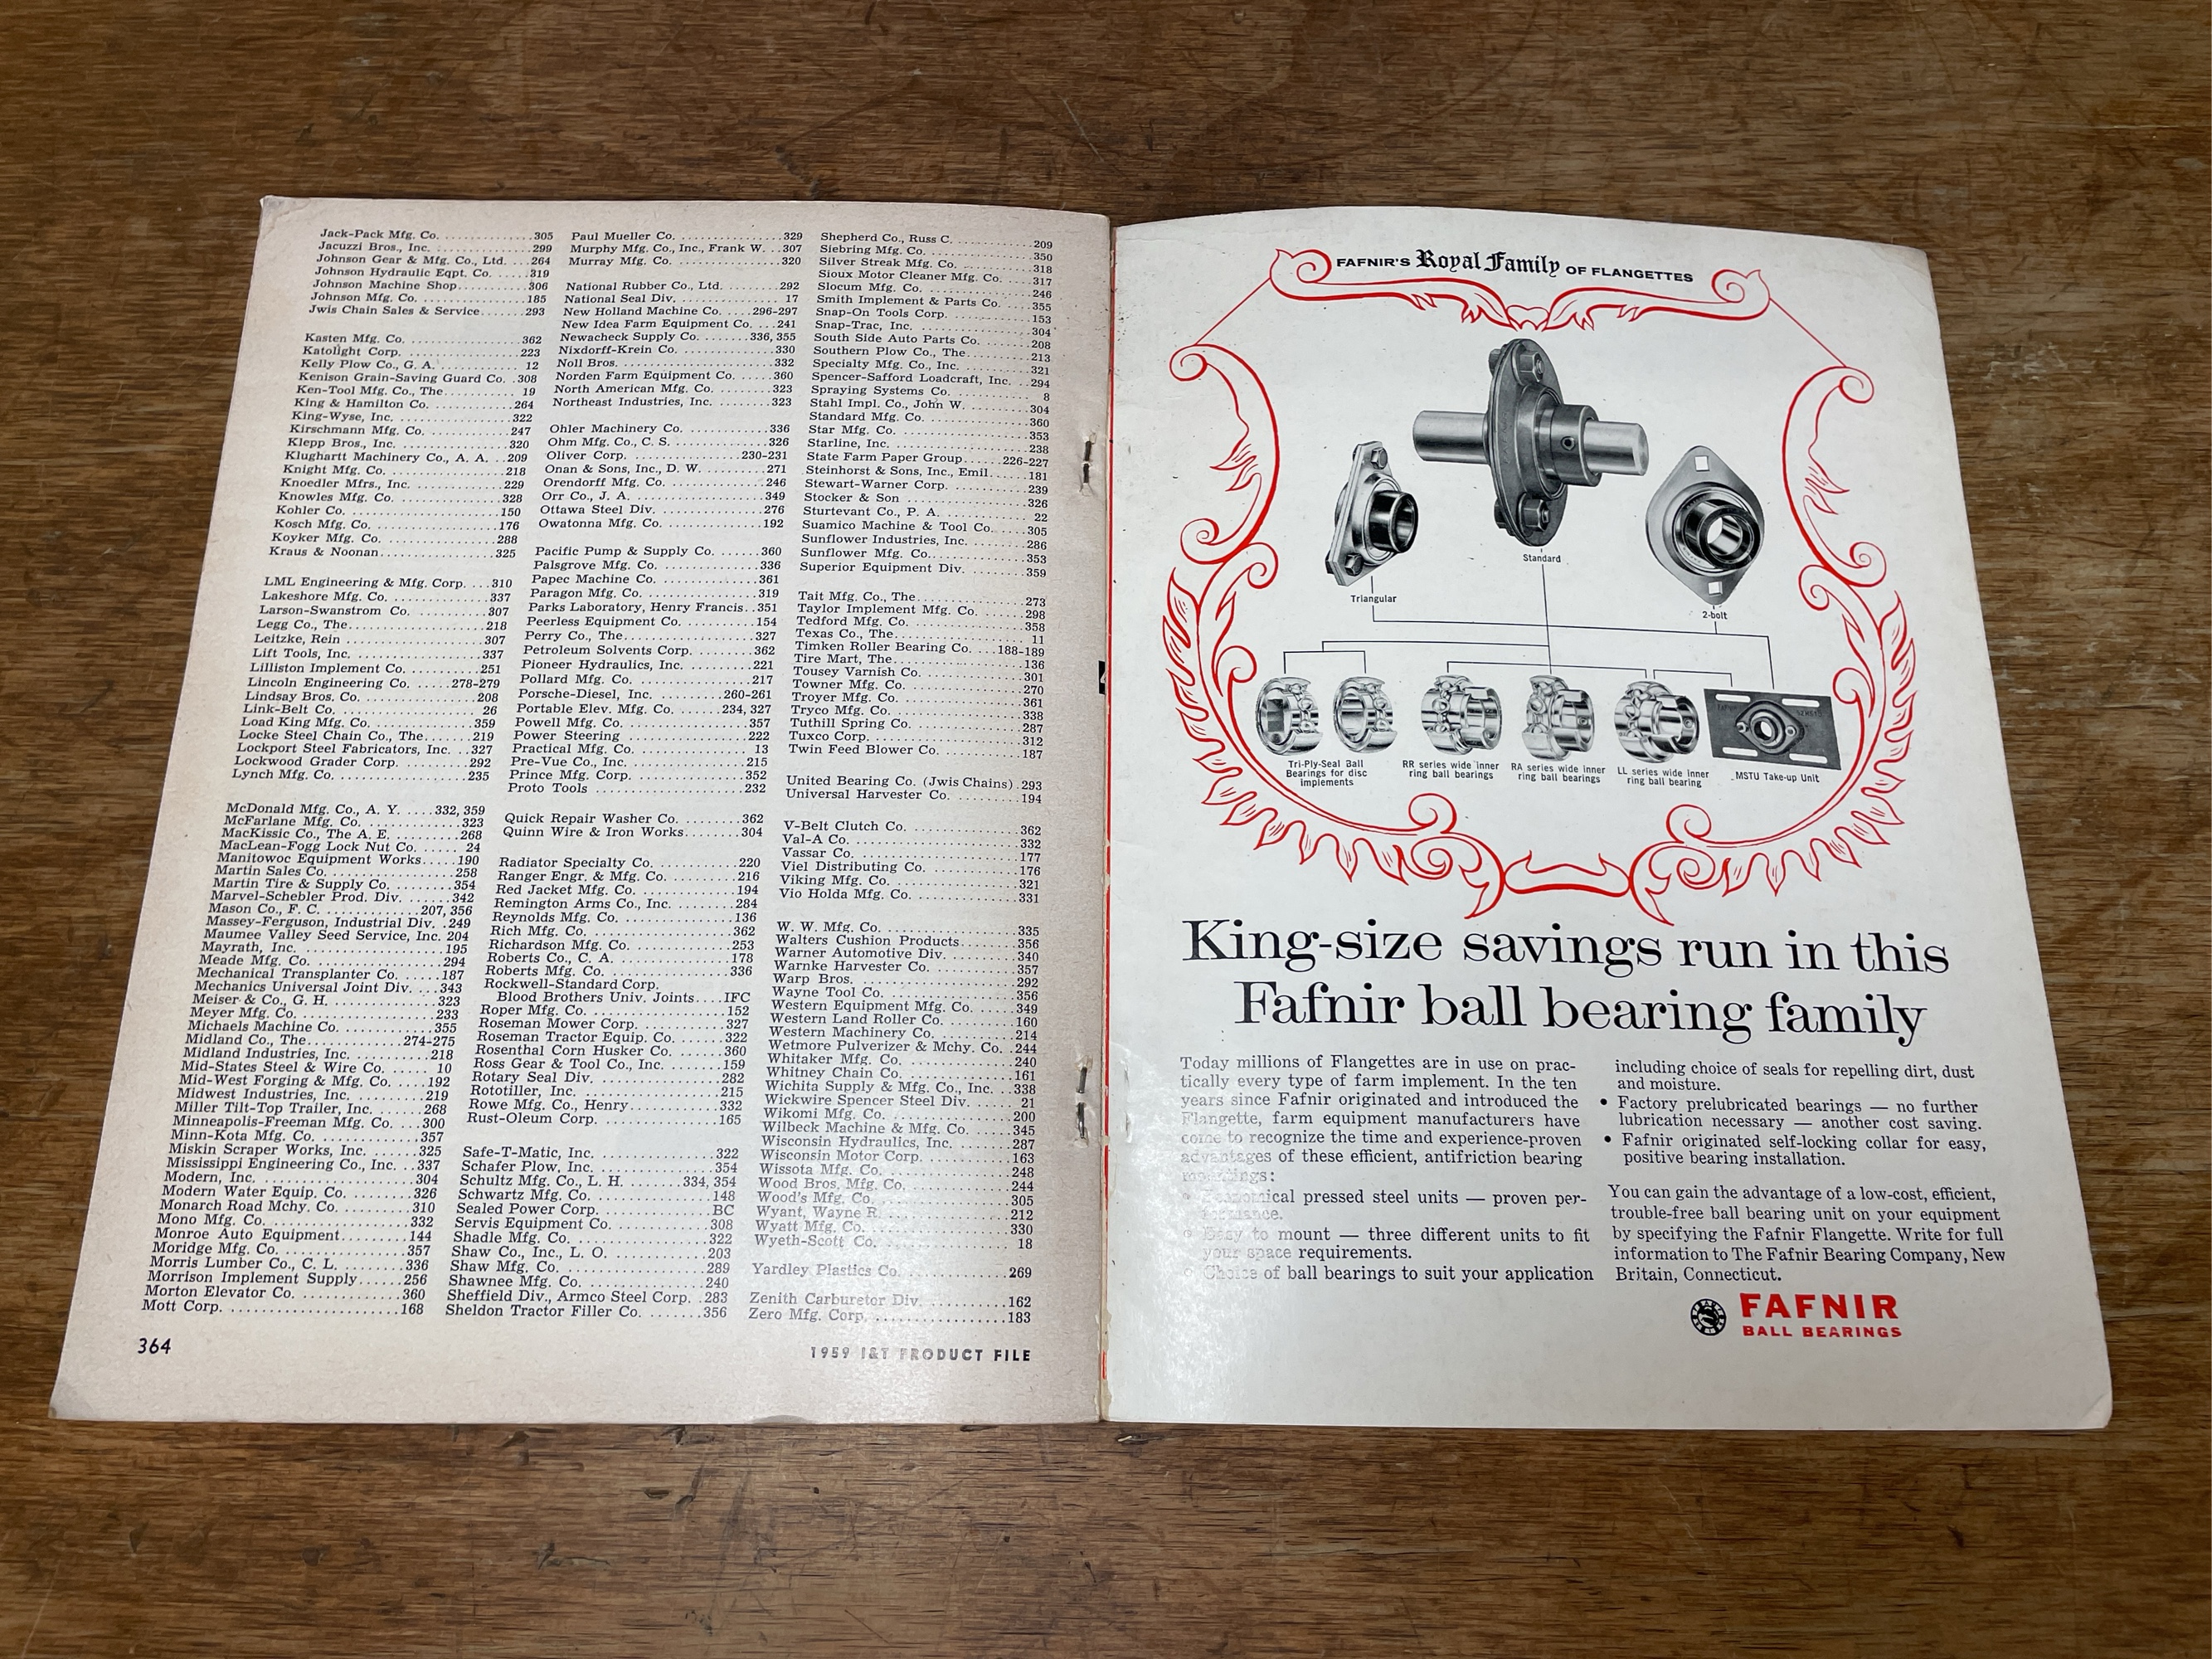 Jack-Pack Mfg. Co. ................305
Jacuzzi Bros., Inc. ................299
Johnson Gear & Mfg. Co., Ltd. ...264
Johnson Hydraulic Eqpt. Co. .....319
Johnson Machine Shop............306
Johnson Mfg. Co. .................185
Jwis Chain Sales & Service.......293
Kasten Mfg. Co. ..................362
Katolight Corp. ..................223
Kelly Plow Co., G. A. ............. 12
Kenison Grain-Saving Guard Co. .308
Ken-Tool Mfg. Co., The........... 19
King & Hamilton Co. ..............264
King-Wyse, Inc. ..................322
Kirschmann Mfg. Co. .............247
Klepp Bros., Inc. ................320
Klughartt Machinery Co., A. A. ..209
Knight Mfg. Co. ..................218
Knoedler Mfrs., Inc. .............229
Knowles Mfg. Co. ................328
Kohler Co. .......................150
Kosch Mfg. Co. ..................176
Koyker Mfg. Co. .................288
Kraus & Noonan..................325
LML Engineering & Mfg. Corp. ...310
Lakeshore Mfg. Co. ..............337
Larson-Swanstrom Co. ...........307
Legg Co., The....................218
Leitzke, Rein ....................307
Lift Tools, Inc. ..................337
Lilliston Implement Co. ..........251
Lincoln Engineering Co. .....278-279
Lindsay Bros. Co. ................208
Link-Belt Co. .................... 26
Load King Mfg. Co. ..............359
Locke Steel Chain Co., The.......219
Lockport Steel Fabricators, Inc. ..327
Lockwood Grader Corp. ..........292
Lynch Mfg. Co. ..................235
McDonald Mfg. Co., A. Y. ....332, 359
McFarlane Mfg. Co. .............323
MacKissic Co., The A. E. .........268
MacLean-Fogg Lock Nut Co. ..... 24
Manitowoc Equipment Works.....190
Martin Sales Co. .................258
Martin Tire & Supply Co. .........354
Marvel-Schebler Prod. Div. .......342
Mason Co., F. C. .............207, 356
Massey-Ferguson, Industrial Div. .249
Maumee Valley Seed Service, Inc. 204
Mayrath, Inc. ....................195
Meade Mfg. Co. ..................294
Mechanical Transplanter Co. .....187
Mechanics Universal Joint Div. ...343
Meiser & Co., G. H. ..............323
Meyer Mfg. Co. ..................233
Michaels Machine Co. ............355
Midland Co., The.............274-275
Midland Industries, Inc. ..........218
Mid-States Steel & Wire Co. ..... 10
Mid-West Forging & Mfg. Co. ....192
Midwest Industries, Inc. ..........219
Miller Tilt-Top Trailer, Inc. ......268
Minneapolis-Freeman Mfg. Co. ...300
Minn-Kota Mfg. Co. ..............357
Miskin Scraper Works, Inc. .......325
Mississippi Engineering Co., Inc. ..337
Modern, Inc. .....................304
Modern Water Equip. Co. .........326
Monarch Road Mchy. Co. .........310
Mono Mfg. Co. ...................332
Monroe Auto Equipment..........144
Moridge Mfg. Co. ................357
Morris Lumber Co., C. L. .........336
Morrison Implement Supply.......256
Morton Elevator Co. .............360
Mott Corp. .......................168
Paul Mueller Co. .................329
Murphy Mfg. Co., Inc., Frank W. ..307
Murray Mfg. Co. .................320
National Rubber Co., Ltd. ........292
National Seal Div. ............... 17
New Holland Machine Co. ....296-297
New Idea Farm Equipment Co. ...241
Newacheck Supply Co. .......336, 355
Nixdorff-Krein Co. ...............330
Noll Bros. .......................332
Norden Farm Equipment Co. .....360
North American Mfg. Co. ........323
Northeast Industries, Inc. ........323
Ohler Machinery Co. .............336
Ohm Mfg. Co., C. S. ..............326
Oliver Corp. .................230-231
Onan & Sons, Inc., D. W. .........271
Orendorff Mfg. Co. ..............246
Orr Co., J. A. ....................349
Ottawa Steel Div. ................276
Owatonna Mfg. Co. ..............192
Pacific Pump & Supply Co. .......360
Palsgrove Mfg. Co. ..............336
Papec Machine Co. ..............361
Paragon Mfg. Co. ................319
Parks Laboratory, Henry Francis..351
Peerless Equipment Co. ..........154
Perry Co., The...................327
Petroleum Solvents Corp. ........362
Pioneer Hydraulics, Inc. .........221
Pollard Mfg. Co. .................217
Porsche-Diesel, Inc. ..........260-261
Portable Elev. Mfg. Co. ......234, 327
Powell Mfg. Co. ..................357
Power Steering ..................222
Practical Mfg. Co. ............... 13
Pre-Vue Co., Inc. ................215
Prince Mfg. Corp. ...............352
Proto Tools ......................232
Quick Repair Washer Co. ........362
Quinn Wire & Iron Works........304
Radiator Specialty Co. ...........220
Ranger Engr. & Mfg. Co. ........216
Red Jacket Mfg. Co. .............194
Remington Arms Co., Inc. .......284
Reynolds Mfg. Co. ...............136
Rich Mfg. Co. ....................362
Richardson Mfg. Co. .............253
Roberts Co., C. A. ................178
Roberts Mfg. Co. .................336
Rockwell-Standard Corp.
Blood Brothers Univ. Joints....IFC
Roper Mfg. Co. ..................152
Roseman Mower Corp. ...........327
Roseman Tractor Equip. Co. .....322
Rosenthal Corn Husker Co. ......360
Ross Gear & Tool Co., Inc. .......159
Rotary Seal Div. .................282
Rototiller, Inc. ...................215
Rowe Mfg. Co., Henry...........332
Rust-Oleum Corp. ...............165
Safe-T-Matic, Inc. ................322
Schafer Plow, Inc. ................354
Schultz Mfg. Co., L. H. .......334, 354
Schwartz Mfg. Co. ...............148
Sealed Power Corp. ..............BC
Servis Equipment Co. ............308
Shadle Mfg. Co. .................322
Shaw Co., Inc., L. O. .............203
Shaw Mfg. Co. ...................289
Shawnee Mfg. Co. ...............240
Sheffield Div., Armco Steel Corp. .283
Sheldon Tractor Filler Co. .......356
Shepherd Co., Russ C. ............209
Siebring Mfg. Co. ................350
Silver Streak Mfg. Co. ...........318
Sioux Motor Cleaner Mfg. Co. ....317
Slocum Mfg. Co. .................246
Smith Implement & Parts Co. ....355
Snap-On Tools Corp. .............153
Snap-Trac, Inc. ..................304
South Side Auto Parts Co. .......208
Southern Plow Co., The..........213
Specialty Mfg. Co., Inc. ..........321
Spencer-Safford Loadcraft, Inc. ..294
Spraying Systems Co. ............ 8
Stahl Impl. Co., John W. ..........304
Standard Mfg. Co. ...............360
Star Mfg. Co. ....................353
Starline, Inc. ....................238
State Farm Paper Group......226-227
Steinhorst & Sons, Inc., Emil.....181
Stewart-Warner Corp. ...........239
Stocker & Son ...................326
Sturtevant Co., P. A. ............. 22
Suamico Machine & Tool Co. ....305
Sunflower Industries, Inc. .......286
Sunflower Mfg. Co...............353
Superior Equipment Div. ........359
Tait Mfg. Co., The................273
Taylor Implement Mfg. Co. ......298
Tedford Mfg. Co. ................358
Texas Co., The................... 11
Timken Roller Bearing Co. ...188-189
Tire Mart, The...................136
Tousey Varnish Co. ..............301
Towner Mfg. Co. ................270
Troyer Mfg. Co. .................361
Tryco Mfg. Co. ..................338
Tuthill Spring Co. ...............287
Tuxco Corp. .....................312
Twin Feed Blower Co. ...........187
United Bearing Co. (Jwis Chains) .293
Universal Harvester Co. .........194
V-Belt Clutch Co. ................362
Val-A Co. ........................332
Vassar Co. .......................177
Viel Distributing Co. .............176
Viking Mfg. Co. ..................321
Vio Holda Mfg. Co. ..............331
W. W. Mfg. Co. ..................335
Walters Cushion Products........356
Warner Automotive Div. .........340
Warnke Harvester Co. ...........357
Warp Bros. ......................292
Wayne Tool Co. .................356
Western Equipment Mfg. Co. ....349
Western Land Roller Co. ........160
Western Machinery Co. .........214
Wetmore Pulverizer & Mchy. Co. .244
Whitaker Mfg. Co. ..............240
Whitney Chain Co. ..............161
Wichita Supply & Mfg. Co., Inc. ..338
Wickwire Spencer Steel Div. ..... 21
Wikomi Mfg. Co. ................200
Wilbeck Machine & Mfg. Co. ....345
Wisconsin Hydraulics, Inc. ......287
Wisconsin Motor Corp. ..........163
Wissota Mfg. Co. ................248
Wood Bros. Mfg. Co. ............244
Wood's Mfg. Co. ................305
Wyant, Wayne R. ...............212
Wyatt Mfg. Co. .................330
Wyeth-Scott Co. ................ 18
Yardley Plastics Co. .............269
Zenith Carburetor Div. ..........162
Zero Mfg. Corp. .................183
364
1959 I&T PRODUCT FILE
FAFNIR'S Royal Family OF FLANGETTES
Standard
Triangular
2-bolt
Tri-Ply-Seal Ball
Bearings for disc
implements
RR series wide inner
ring ball bearings
RA series wide inner
ring ball bearings
LL series wide inner
ring ball bearing
MSTU Take-up Unit
King-size savings run in this
Fafnir ball bearing family
Today millions of Flangettes are in use on prac-
tically every type of farm implement. In the ten
years since Fafnir originated and introduced the
Flangette, farm equipment manufacturers have
come to recognize the time and experience-proven
advantages of these efficient, antifriction bearing
mountings:
• Economical pressed steel units — proven per-
formance.
• Easy to mount — three different units to fit
your space requirements.
• Choice of ball bearings to suit your application
including choice of seals for repelling dirt, dust
and moisture.
• Factory prelubricated bearings — no further
lubrication necessary — another cost saving.
• Fafnir originated self-locking collar for easy,
positive bearing installation.
You can gain the advantage of a low-cost, efficient,
trouble-free ball bearing unit on your equipment
by specifying the Fafnir Flangette. Write for full
information to The Fafnir Bearing Company, New
Britain, Connecticut.
FAFNIR
BALL BEARINGS